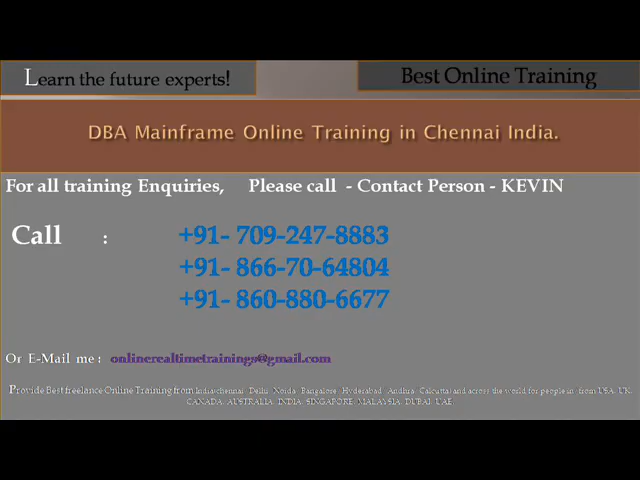 Learn the future experts!
Best Online Training
DBA Mainframe Online Training in Chennai India.
For all training Enquiries, Please call - Contact Person - KEVIN
Call : +91- 709-247-8883
+91- 866-70-64804
+91- 860-880-6677
Or E-Mail me : onlinerealtimetrainings@gmail.com
Provide Best freelance Online Training from India chennai Delhi Noida Bangalore Hyderabad Andhra Calcutta and across the world for people in from USA UK
CANADA AUSTRALIA INDIA SINGAPORE MALAYSIA DUBAI UAE